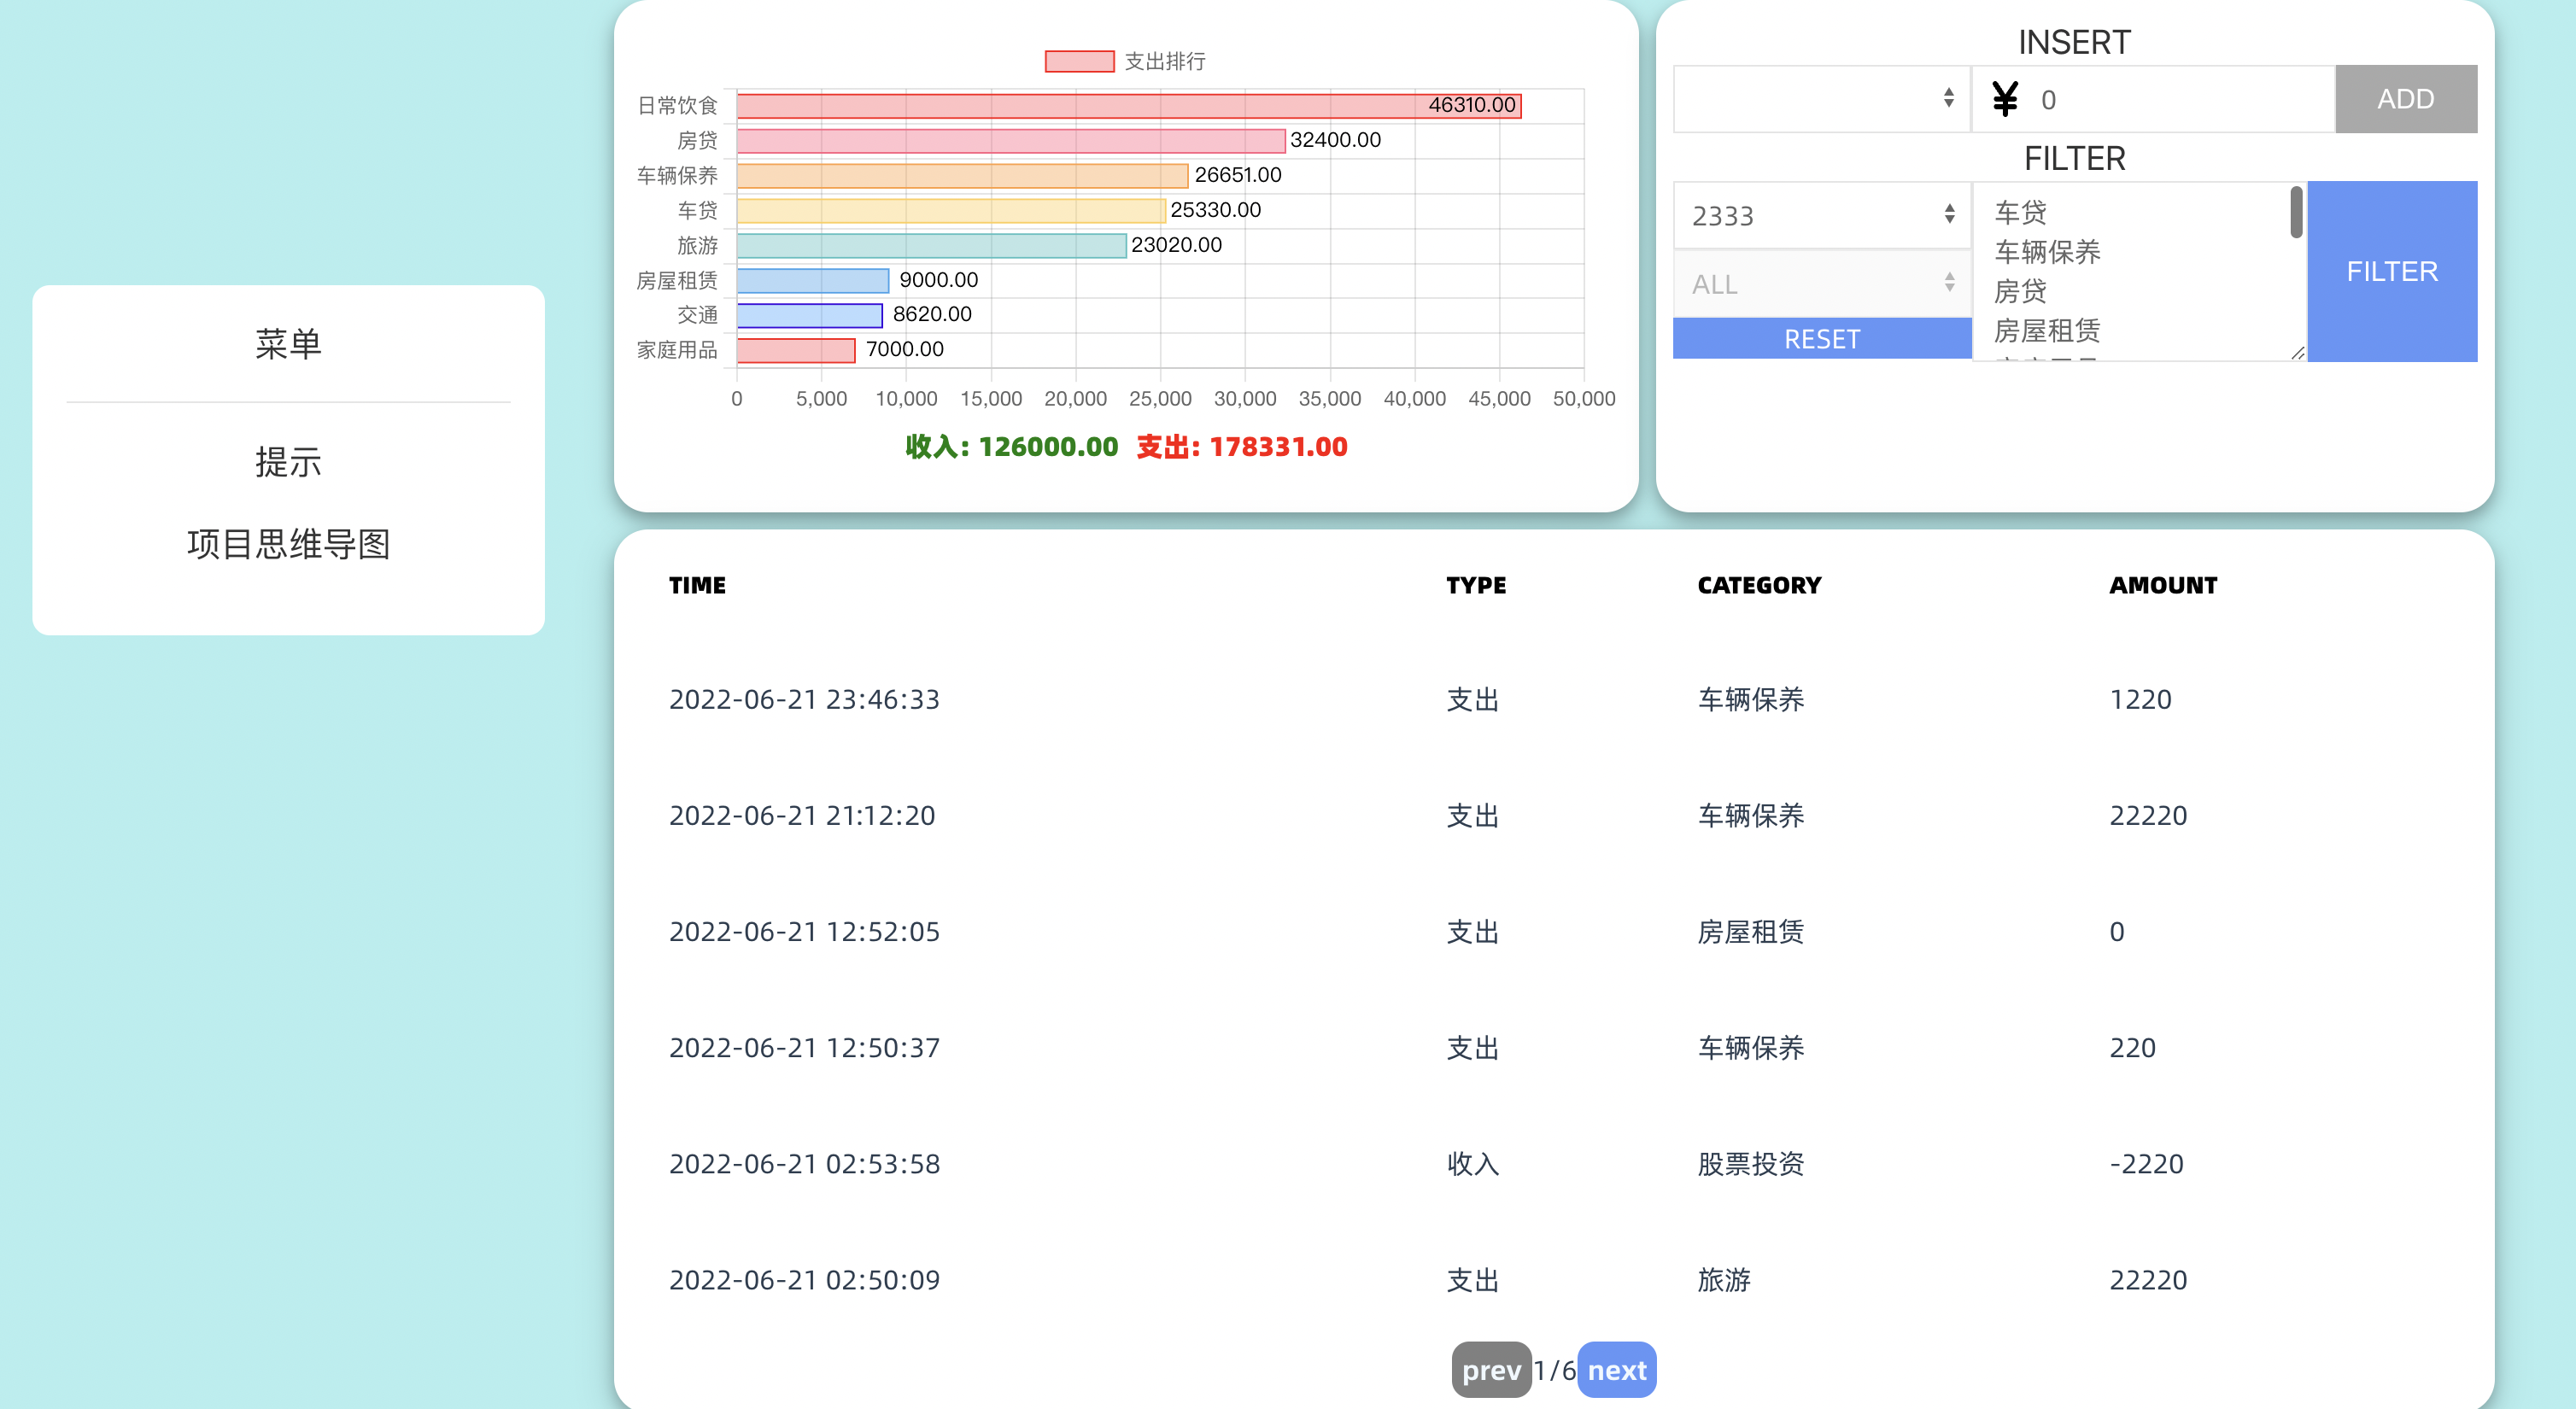 菜单
提示
项目思维导图
支出排行
日常饮食 46310.00
房贷 32400.00
车辆保养 26651.00
车贷 25330.00
旅游 23020.00
房屋租赁 9000.00
交通 8620.00
家庭用品 7000.00
0 5,000 10,000 15,000 20,000 25,000 30,000 35,000 40,000 45,000 50,000
收入: 126000.00 支出: 178331.00
INSERT
¥ 0 ADD
FILTER
2333
ALL
RESET
车贷
车辆保养
房贷
房屋租赁
FILTER
TIME TYPE CATEGORY AMOUNT
2022-06-21 23:46:33 支出 车辆保养 1220
2022-06-21 21:12:20 支出 车辆保养 22220
2022-06-21 12:52:05 支出 房屋租赁 0
2022-06-21 12:50:37 支出 车辆保养 220
2022-06-21 02:53:58 收入 股票投资 -2220
2022-06-21 02:50:09 支出 旅游 22220
prev 1/6 next